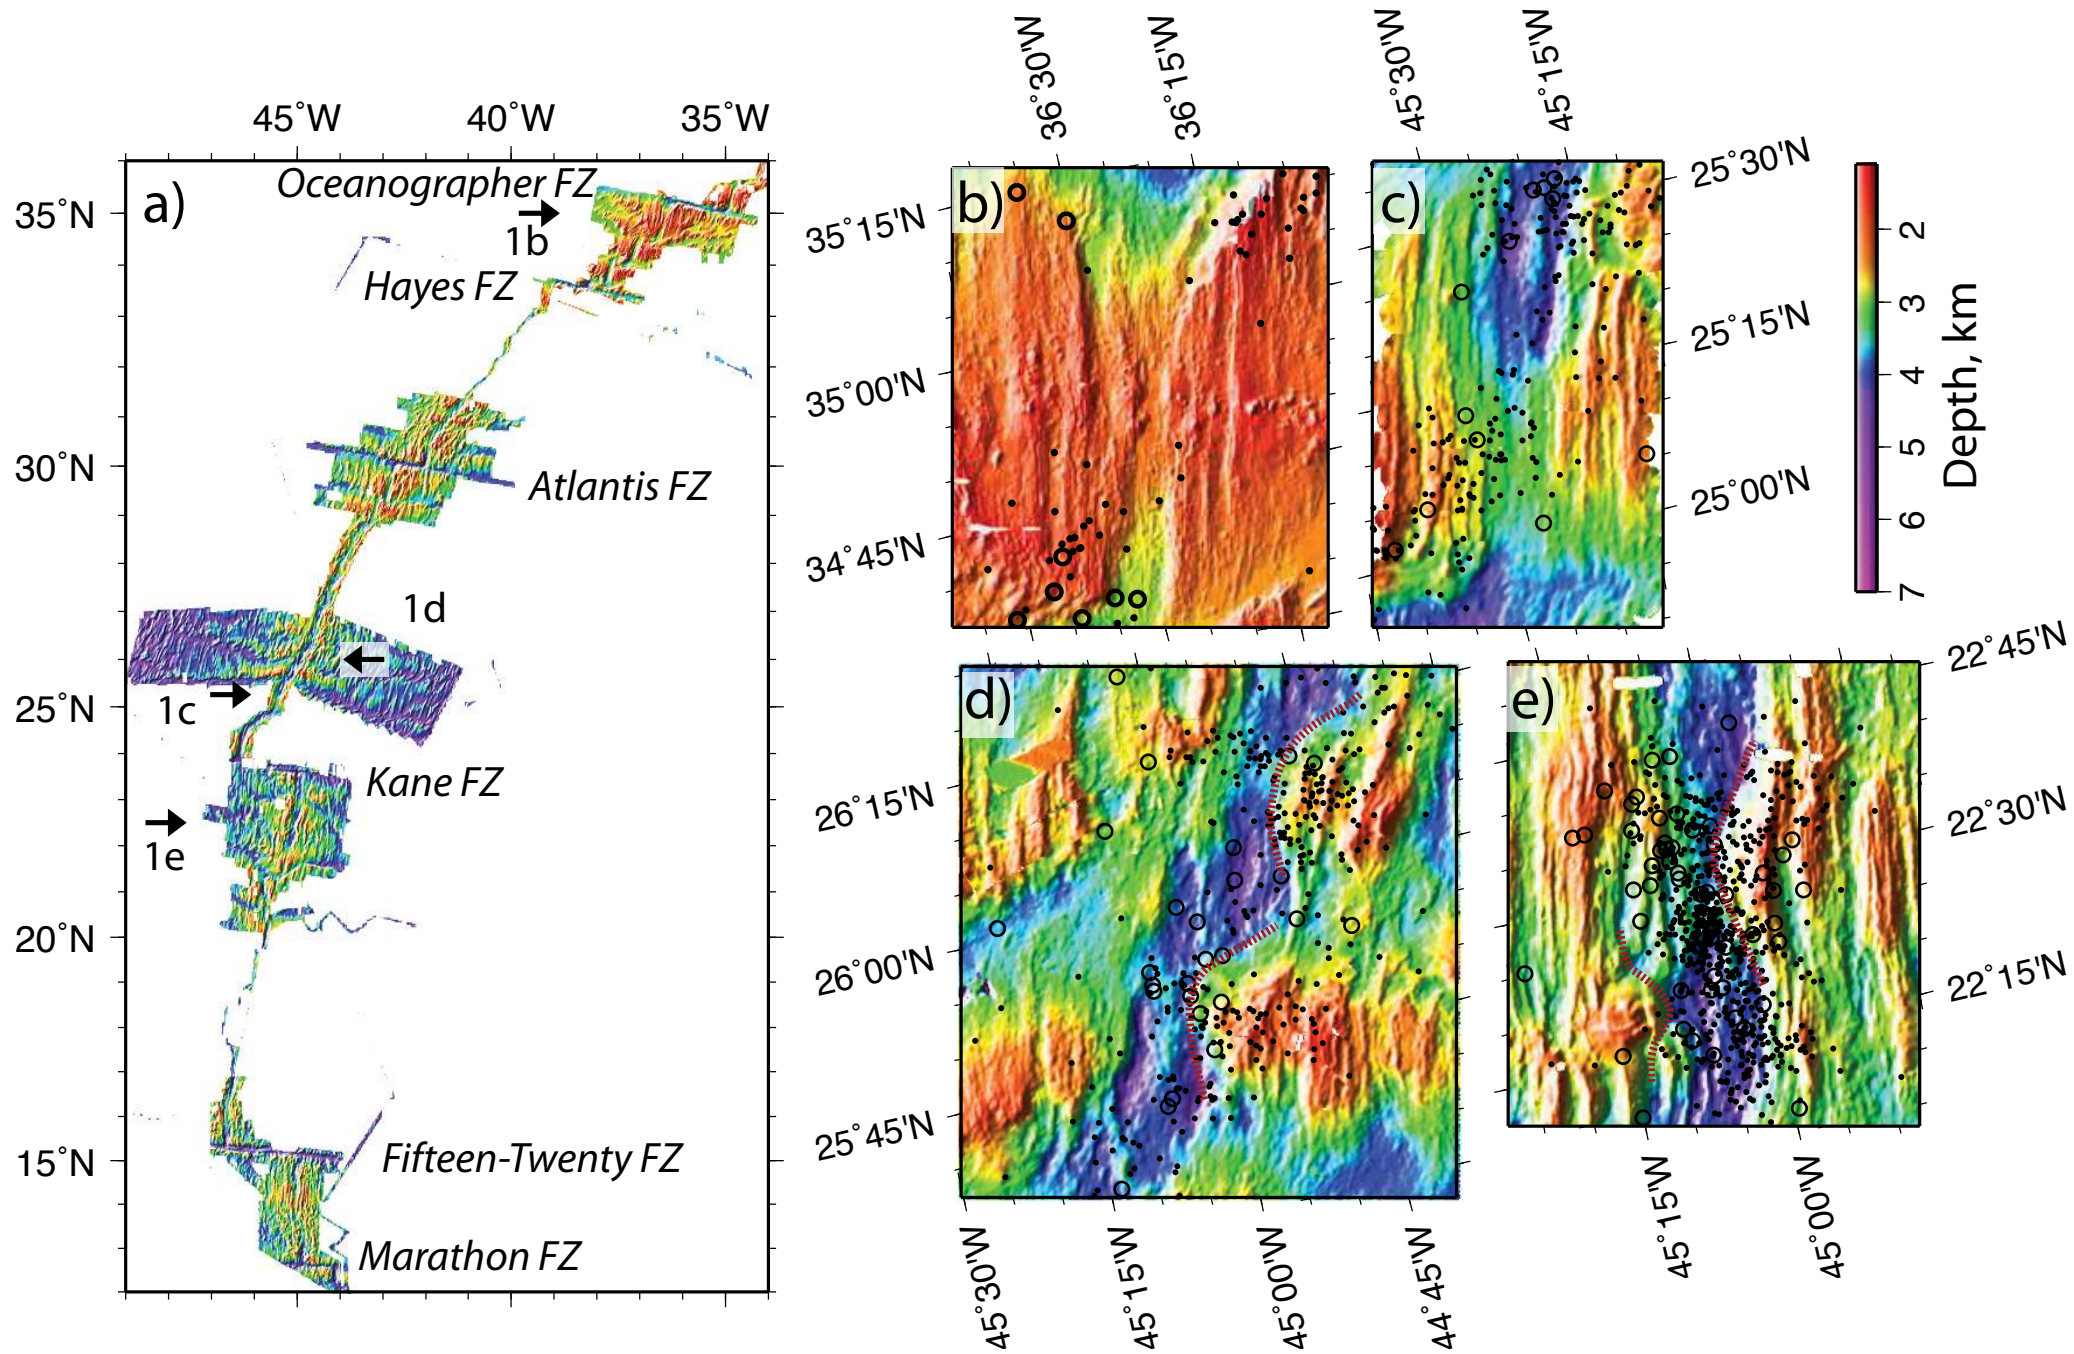 45˚W
40˚W
35˚W
35˚N
30˚N
25˚N
20˚N
15˚N
a)
Oceanographer FZ
1b
Hayes FZ
Atlantis FZ
1d
1c
Kane FZ
1e
Fifteen-Twenty FZ
Marathon FZ
36˚30'W
36˚15'W
b)
35˚15'N
35˚00'N
34˚45'N
45˚30'W
45˚15'W
c)
25˚30'N
25˚15'N
25˚00'N
2
3
4
5
6
7
Depth, km
d)
26˚15'N
26˚00'N
25˚45'N
45˚30'W
45˚15'W
45˚00'W
44˚45'W
e)
22˚45'N
22˚30'N
22˚15'N
45˚15'W
45˚00'W